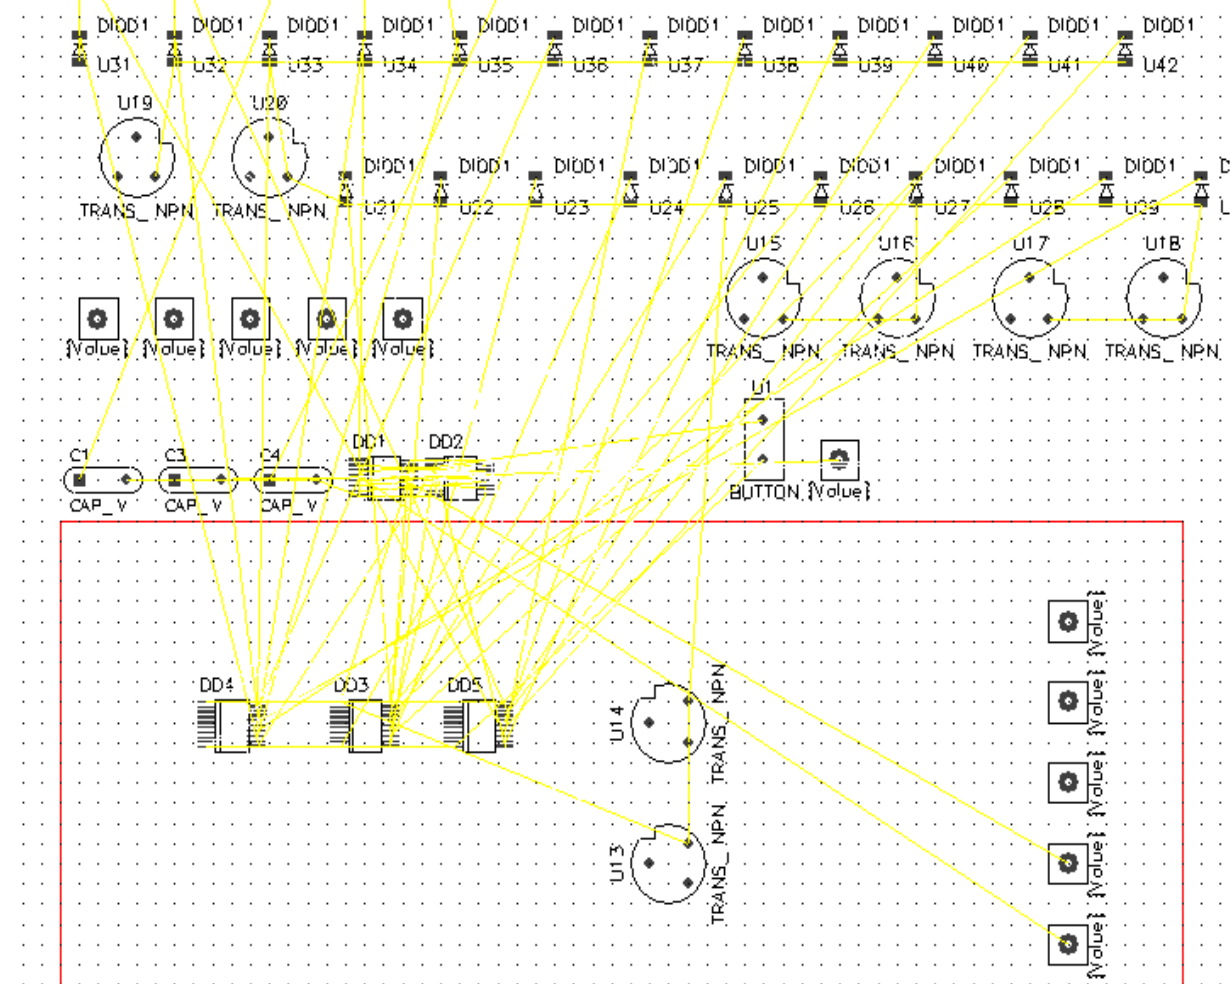 DIOD1 DIOD1 DIOD1 DIOD1 DIOD1 DIOD1 DIOD1 DIOD1 DIOD1 DIOD1 DIOD1 DIOD1
U31 U32 U33 U34 U35 U36 U37 U38 U39 U40 U41 U42
U19 U20
DIOD1 DIOD1 DIOD1 DIOD1 DIOD1 DIOD1 DIOD1 DIOD1 DIOD1
TRANS_NPN TRANS_NPN U21 U22 U23 U24 U25 U26 U27 U28 U29
U15 U16 U17 U18
{Value} {Value} {Value} {Value} {Value} TRANS_NPN TRANS_NPN TRANS_NPN TRANS_NPN
U1
C1 C3 C4 DD1 DD2
CAP_V CAP_V CAP_V BUTTON {Value}
{Value}
DD4 DD3 DD5
U14 TRANS_NPN {Value}
{Value}
U13 TRANS_NPN {Value}
{Value}